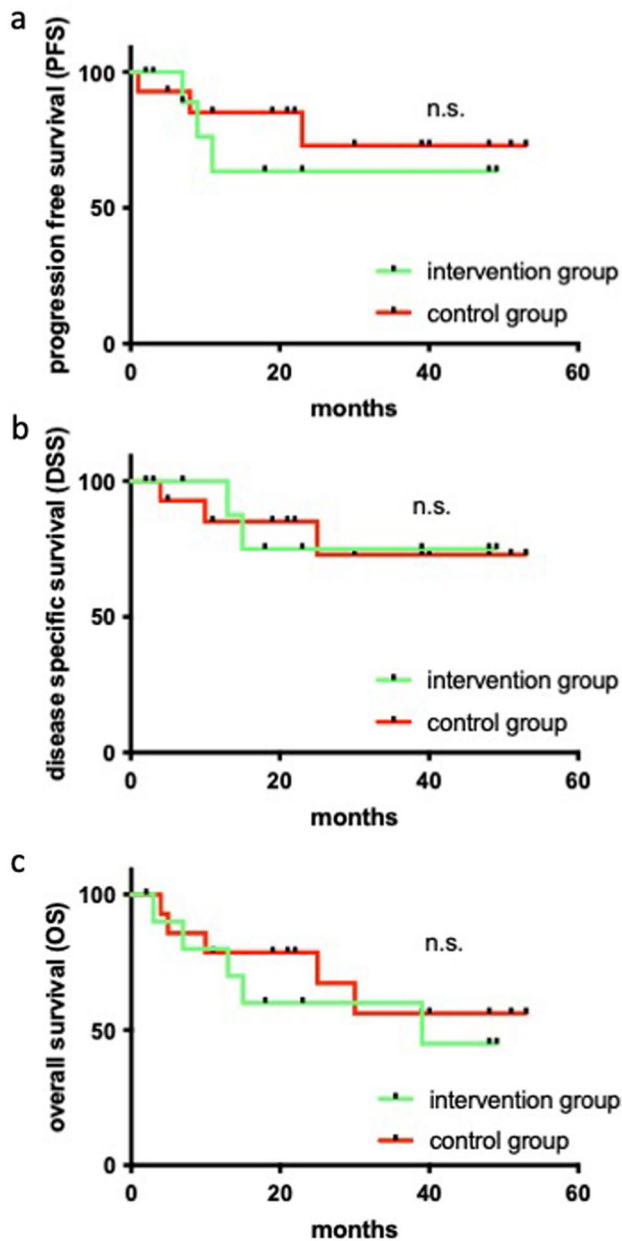 a
progression free survival (PFS)
100
50
0
n.s.
intervention group
control group
0 20 40 60
months
b
disease specific survival (DSS)
100
50
0
n.s.
intervention group
control group
0 20 40 60
months
c
overall survival (OS)
100
50
0
n.s.
intervention group
control group
0 20 40 60
months